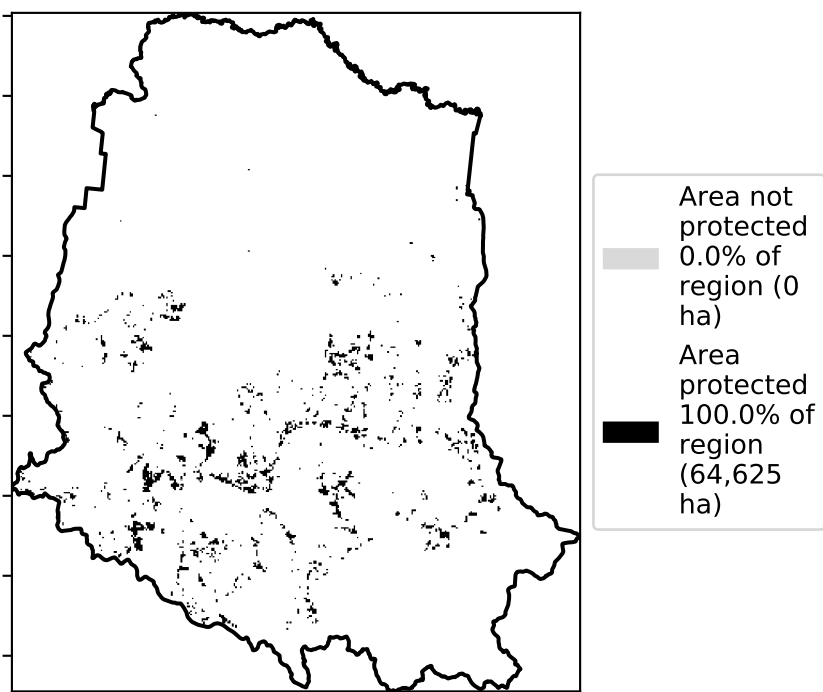 Area not
protected
0.0% of
region (0
ha)
Area
protected
100.0% of
region
(64,625
ha)